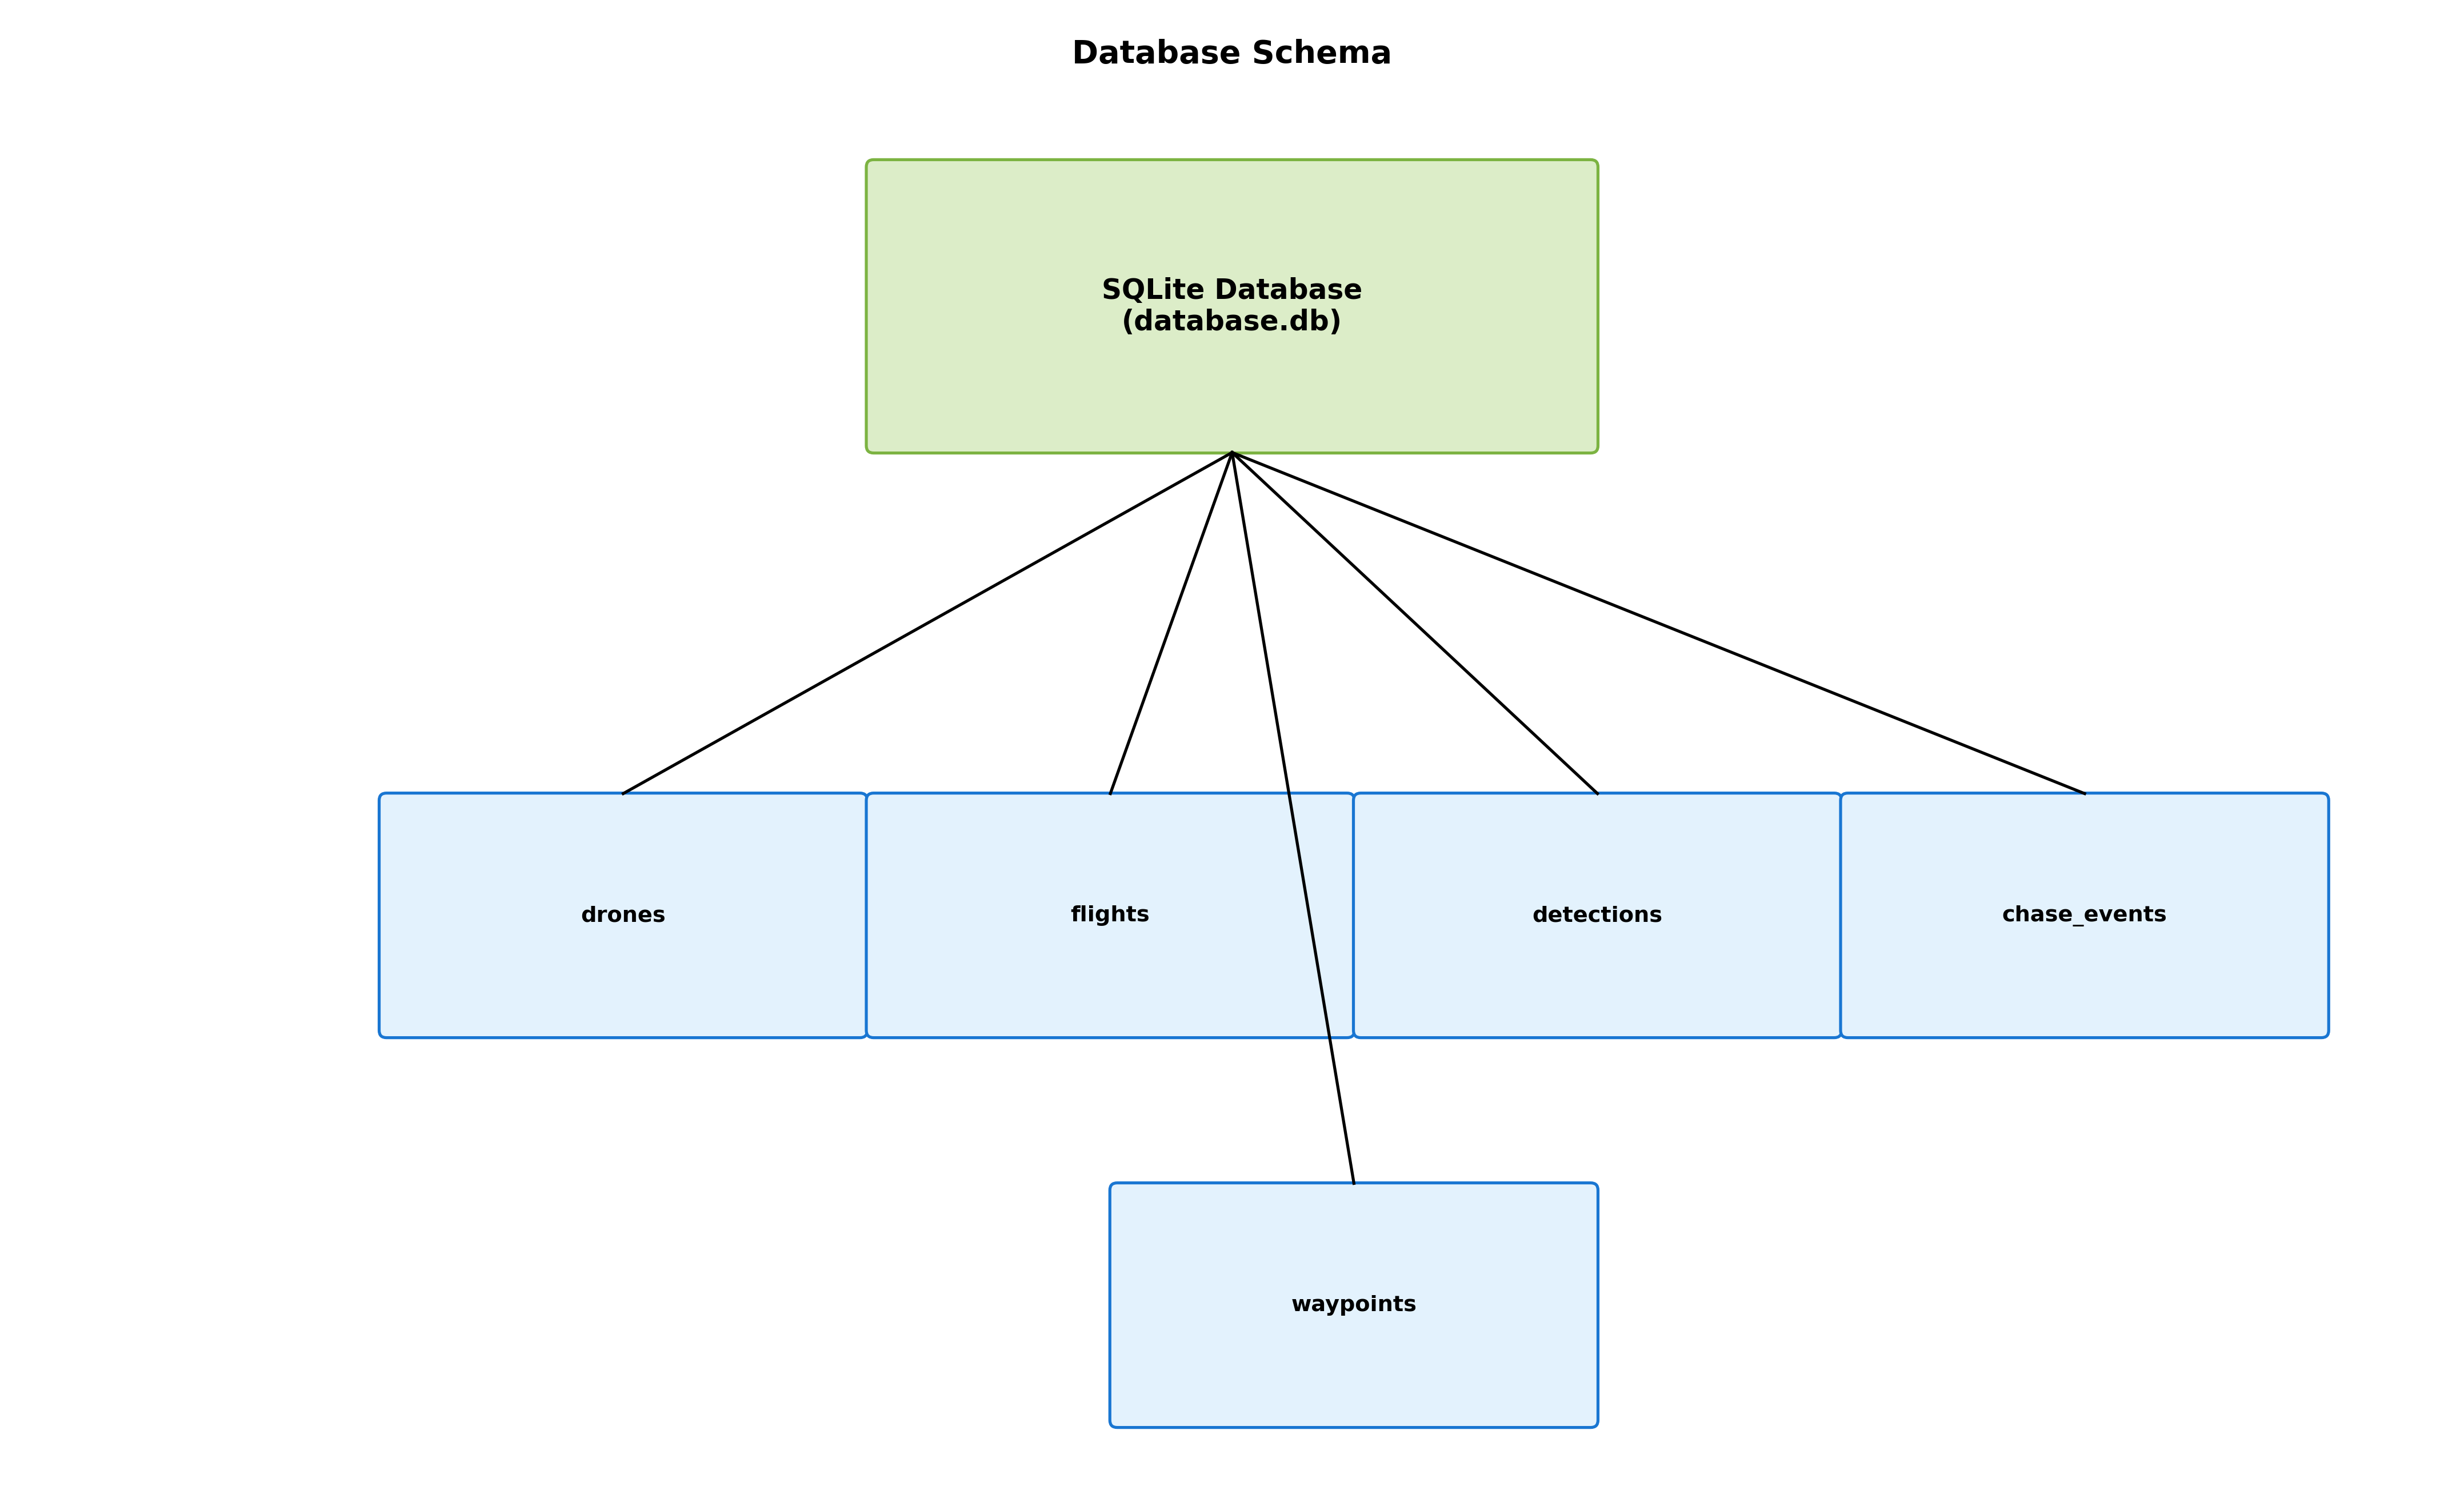 Database Schema
SQLite Database
(database.db)
drones
flights
detections
chase_events
waypoints